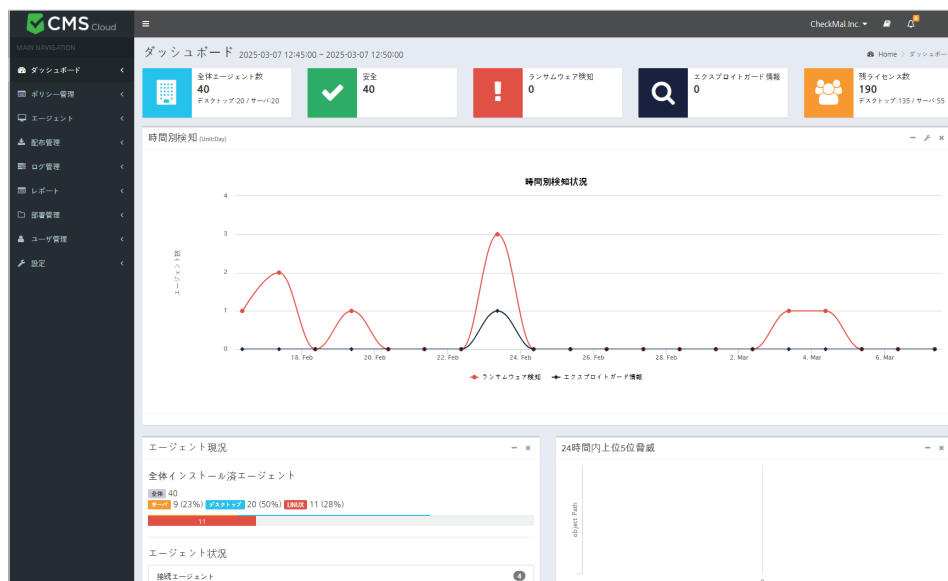 CMS Cloud
CheckMal Inc.
MAIN NAVIGATION
ダッシュボード
ポリシー管理
エージェント
配布管理
ログ管理
レポート
部署管理
ユーザ管理
設定
ダッシュボード 2025-03-07 12:45:00 ~ 2025-03-07 12:50:00
Home > ダッシュボー
全体エージェント数
40
デスクトップ:20 / サーバ:20
安全
40
ランサムウェア検知
0
エクスプロイトガード情報
0
残ライセンス数
190
デスクトップ:135 / サーバ:55
時間別検知 (Unit:Day)
時間別検知状況
エージェント数
4
3
2
1
0
18. Feb 20. Feb 22. Feb 24. Feb 26. Feb 28. Feb 2. Mar 4. Mar 6. Mar
ランサムウェア検知 エクスプロイトガード情報
エージェント現況
全体インストール済エージェント
全体 40
サーバ 9 (23%) デスクトップ 20 (50%) LINUX 11 (28%)
11
エージェント状況
接続エージェント 4
24時間内上位5位脅威
object Path